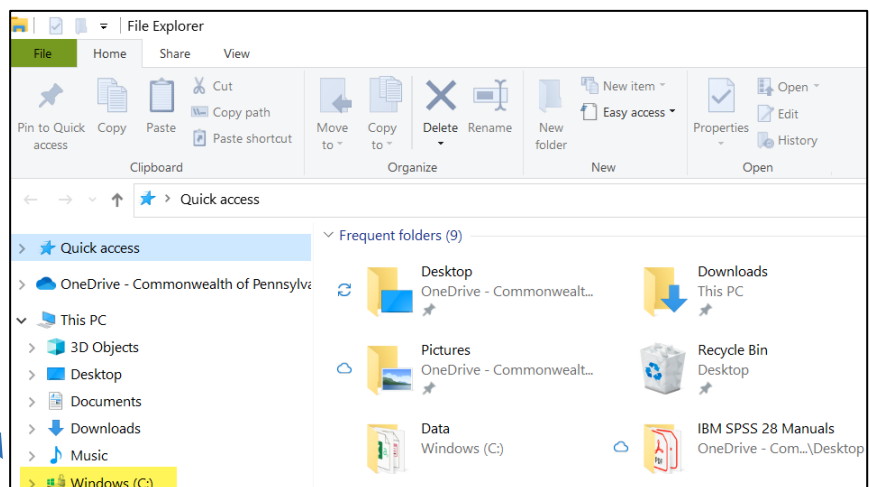 File Explorer
File Home Share View
Pin to Quick access
Copy
Paste
Cut
Copy path
Paste shortcut
Clipboard
Move to
Copy to
Delete
Rename
Organize
New folder
New item
Easy access
New
Properties
Open
Edit
History
Open
Quick access
Quick access
OneDrive - Commonwealth of Pennsylva
This PC
3D Objects
Desktop
Documents
Downloads
Music
Windows (C:)
Frequent folders (9)
Desktop
OneDrive - Commonwealt...
Downloads
This PC
Pictures
OneDrive - Commonwealt...
Recycle Bin
Desktop
Data
Windows (C:)
IBM SPSS 28 Manuals
OneDrive - Com...\Desktop